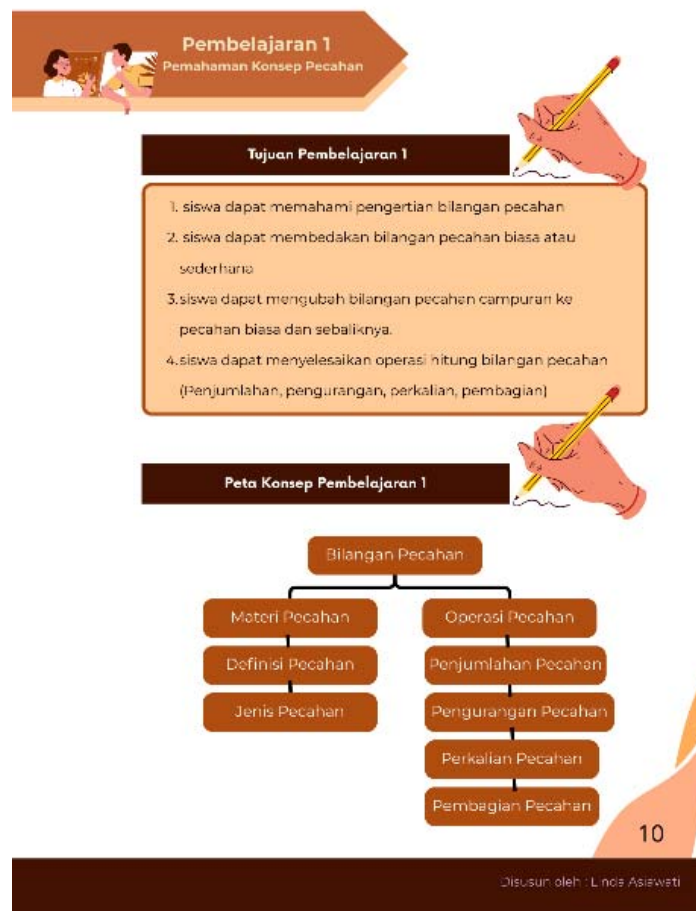 Pembelajaran 1
Pemahaman Konsep Pecahan
Tujuan Pembelajaran 1
1. siswa dapat memahami pengertian bilangan pecahan
2. siswa dapat membedakan bilangan pecahan biasa atau
sederhana
3. siswa dapat mengubah bilangan pecahan campuran ke
pecahan biasa dan sebaliknya.
4. siswa dapat menyelesaikan operasi hitung bilangan pecahan
(Penjumlahan, pengurangan, perkalian, pembagian)
Peta Konsep Pembelajaran 1
Bilangan Pecahan
Materi Pecahan
Definisi Pecahan
Jenis Pecahan
Operasi Pecahan
Penjumlahan Pecahan
Pengurangan Pecahan
Perkalian Pecahan
Pembagian Pecahan
10
Disusun oleh : Linda Asiawati